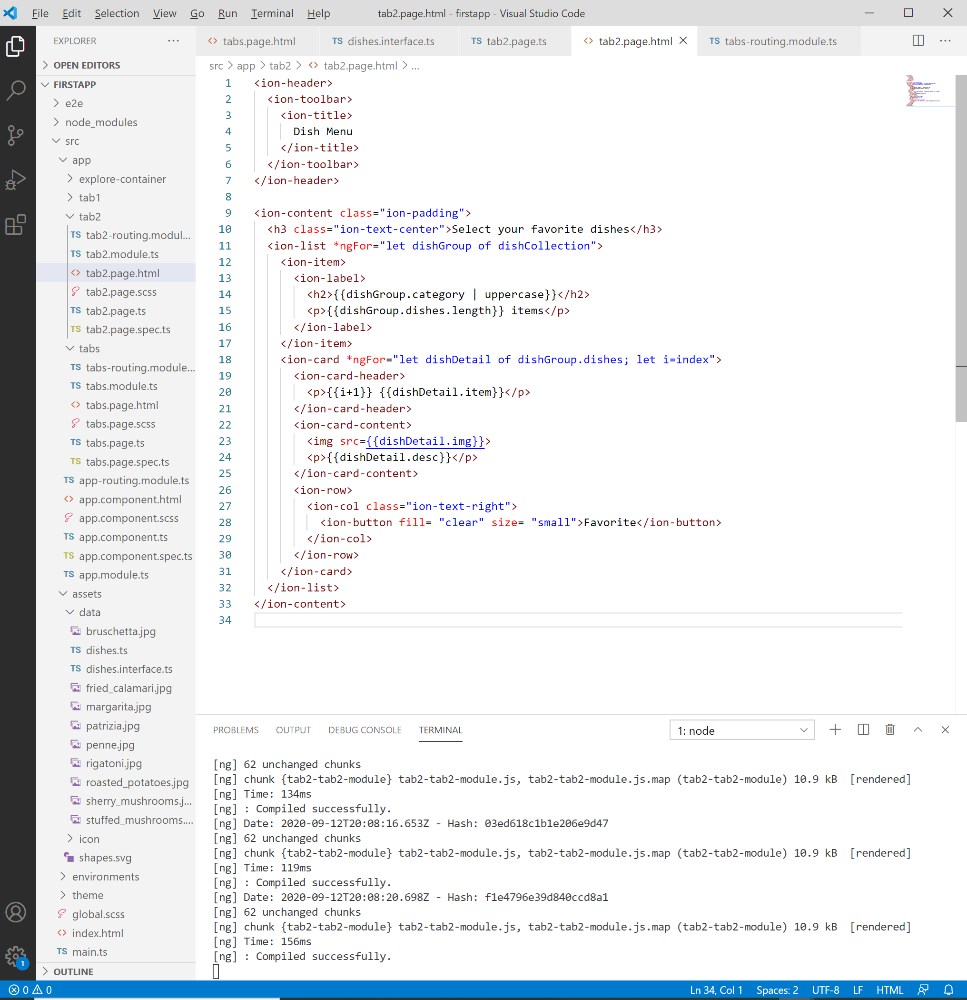 File Edit Selection View Go Run Terminal Help tab2.page.html - firstapp - Visual Studio Code
EXPLORER ···
OPEN EDITORS
FIRSTAPP
e2e
node_modules
src
app
explore-container
tab1
tab2
TS tab2-routing.modul...
TS tab2.module.ts
<> tab2.page.html
tab2.page.scss
TS tab2.page.ts
TS tab2.page.spec.ts
tabs
TS tabs-routing.module...
TS tabs.module.ts
<> tabs.page.html
tabs.page.scss
TS tabs.page.ts
TS tabs.page.spec.ts
TS app-routing.module.ts
<> app.component.html
app.component.scss
TS app.component.ts
TS app.component.spec.ts
TS app.module.ts
assets
data
bruschetta.jpg
TS dishes.ts
TS dishes.interface.ts
fried_calamari.jpg
margarita.jpg
patrizia.jpg
penne.jpg
rigatoni.jpg
roasted_potatoes.jpg
sherry_mushrooms.j...
stuffed_mushrooms....
icon
shapes.svg
environments
theme
global.scss
<> index.html
TS main.ts
OUTLINE
1
<> tabs.page.html TS dishes.interface.ts TS tab2.page.ts <> tab2.page.html TS tabs-routing.module.ts ···
src > app > tab2 > <> tab2.page.html > ...
1 <ion-header>
2   <ion-toolbar>
3     <ion-title>
4       Dish Menu
5     </ion-title>
6   </ion-toolbar>
7 </ion-header>
8
9 <ion-content class="ion-padding">
10   <h3 class="ion-text-center">Select your favorite dishes</h3>
11   <ion-list *ngFor="let dishGroup of dishCollection">
12     <ion-item>
13       <ion-label>
14         <h2>{{dishGroup.category | uppercase}}</h2>
15         <p>{{dishGroup.dishes.length}} items</p>
16       </ion-label>
17     </ion-item>
18     <ion-card *ngFor="let dishDetail of dishGroup.dishes; let i=index">
19       <ion-card-header>
20         <p>{{i+1}} {{dishDetail.item}}</p>
21       </ion-card-header>
22       <ion-card-content>
23         <img src={{dishDetail.img}}>
24         <p>{{dishDetail.desc}}</p>
25       </ion-card-content>
26       <ion-row>
27         <ion-col class="ion-text-right">
28           <ion-button fill= "clear" size= "small">Favorite</ion-button>
29         </ion-col>
30       </ion-row>
31     </ion-card>
32   </ion-list>
33 </ion-content>
34
PROBLEMS OUTPUT DEBUG CONSOLE TERMINAL 1: node
[ng] 62 unchanged chunks
[ng] chunk {tab2-tab2-module} tab2-tab2-module.js, tab2-tab2-module.js.map (tab2-tab2-module) 10.9 kB  [rendered]
[ng] Time: 134ms
[ng] : Compiled successfully.
[ng] Date: 2020-09-12T20:08:16.653Z - Hash: 03ed618c1b1e206e9d47
[ng] 62 unchanged chunks
[ng] chunk {tab2-tab2-module} tab2-tab2-module.js, tab2-tab2-module.js.map (tab2-tab2-module) 10.9 kB  [rendered]
[ng] Time: 119ms
[ng] : Compiled successfully.
[ng] Date: 2020-09-12T20:08:20.698Z - Hash: f1e4796e39d840ccd8a1
[ng] 62 unchanged chunks
[ng] chunk {tab2-tab2-module} tab2-tab2-module.js, tab2-tab2-module.js.map (tab2-tab2-module) 10.9 kB  [rendered]
[ng] Time: 156ms
[ng] : Compiled successfully.
0 0 Ln 34, Col 1 Spaces: 2 UTF-8 LF HTML